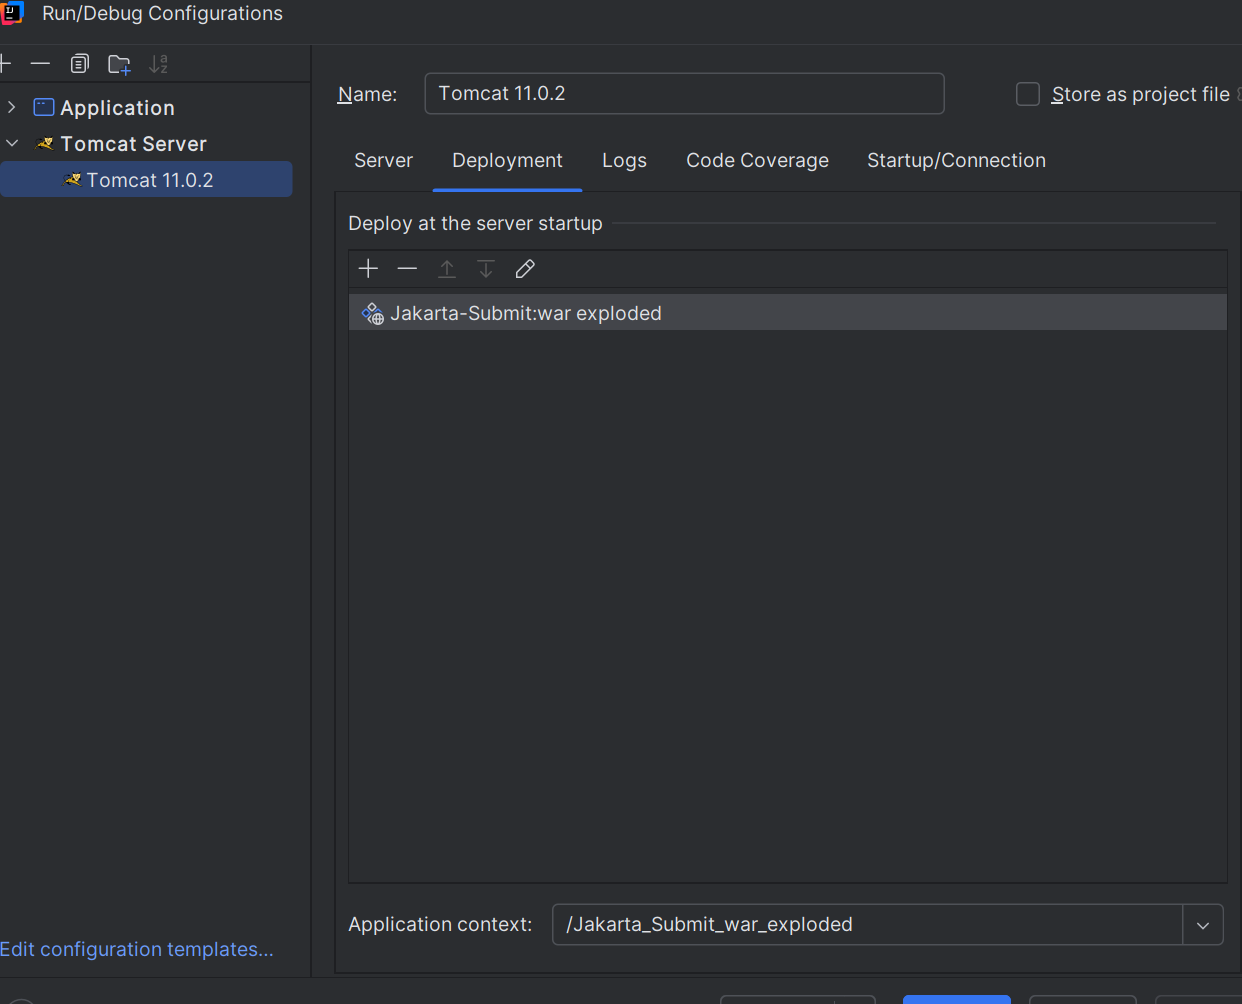 Run/Debug Configurations
Application
Tomcat Server
Tomcat 11.0.2
Edit configuration templates...
Name:
Tomcat 11.0.2
Store as project file
Server
Deployment
Logs
Code Coverage
Startup/Connection
Deploy at the server startup
Jakarta-Submit:war exploded
Application context:
/Jakarta_Submit_war_exploded